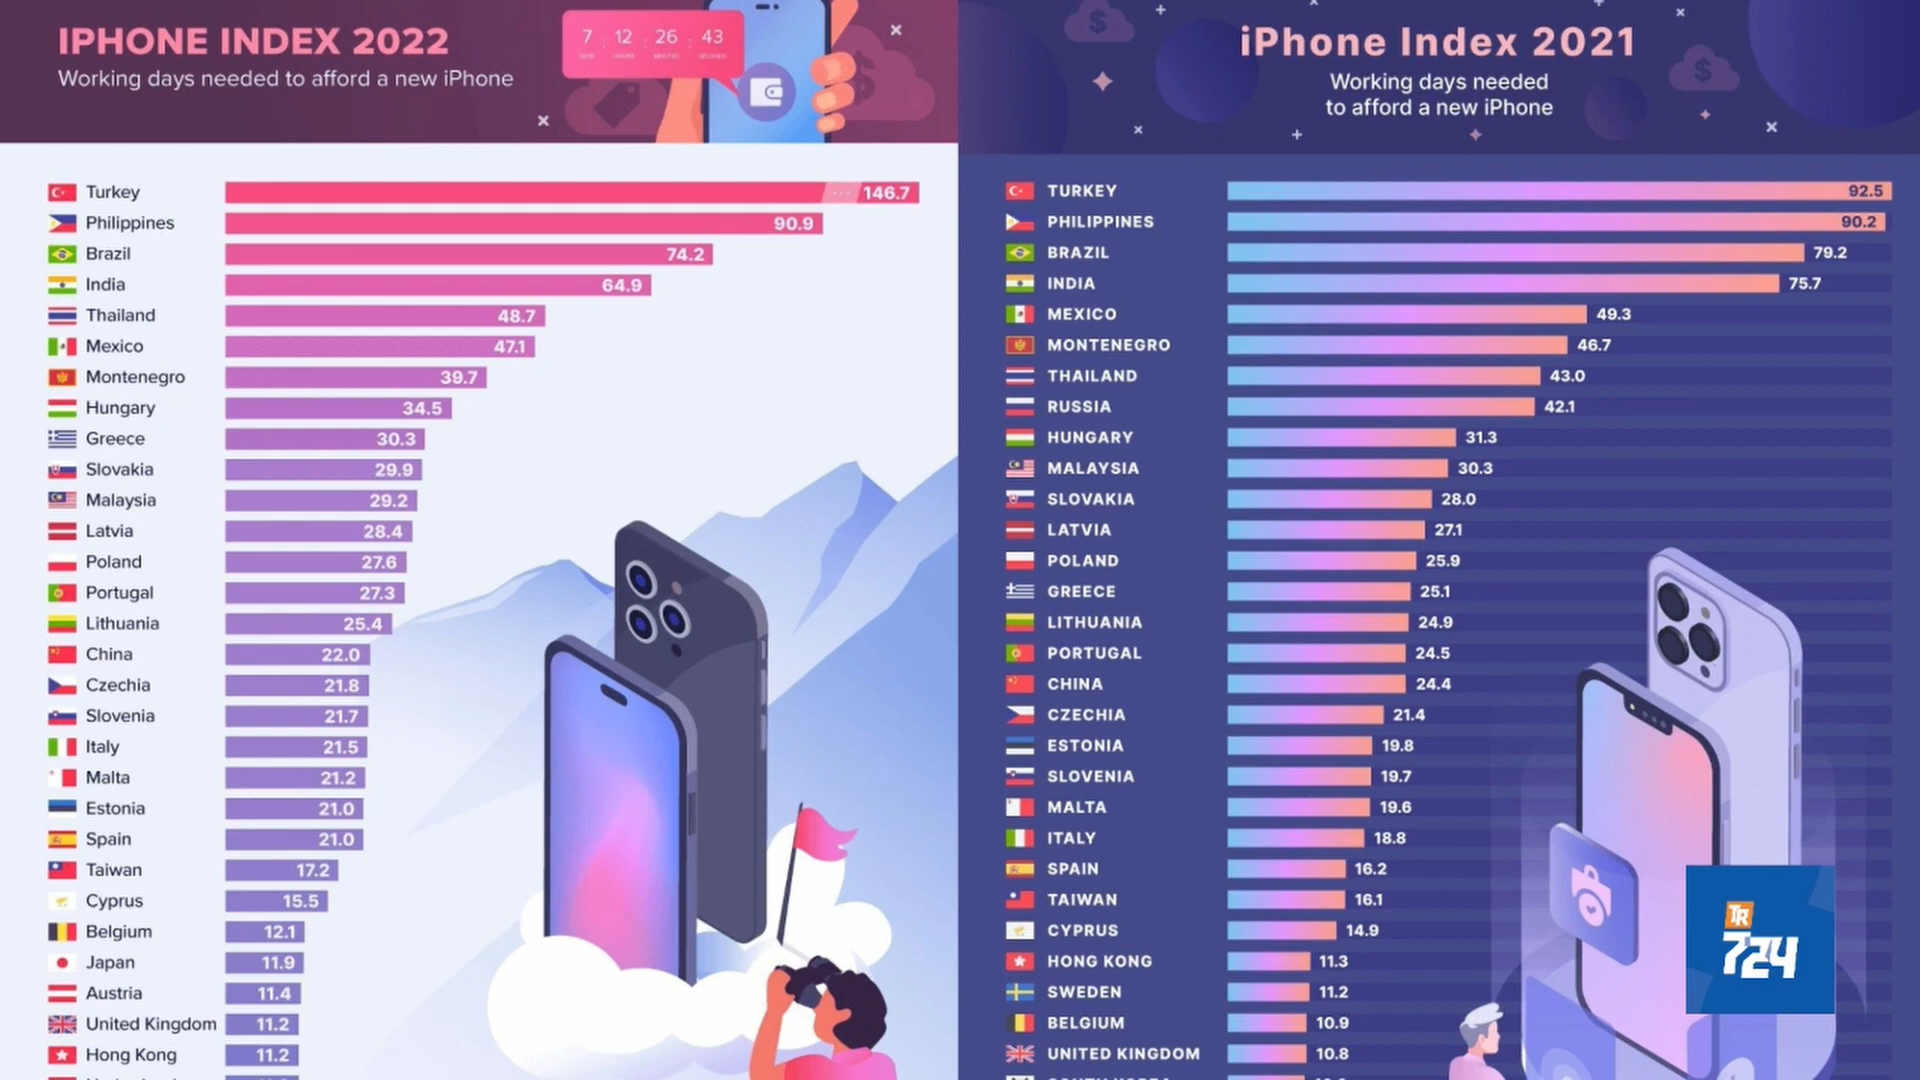 IPHONE INDEX 2022
Working days needed to afford a new iPhone
7 : 12 : 26 : 43
Turkey 146.7
Philippines 90.9
Brazil 74.2
India 64.9
Thailand 48.7
Mexico 47.1
Montenegro 39.7
Hungary 34.5
Greece 30.3
Slovakia 29.9
Malaysia 29.2
Latvia 28.4
Poland 27.6
Portugal 27.3
Lithuania 25.4
China 22.0
Czechia 21.8
Slovenia 21.7
Italy 21.5
Malta 21.2
Estonia 21.0
Spain 21.0
Taiwan 17.2
Cyprus 15.5
Belgium 12.1
Japan 11.9
Austria 11.4
United Kingdom 11.2
Hong Kong 11.2
iPhone Index 2021
Working days needed
to afford a new iPhone
TURKEY 92.5
PHILIPPINES 90.2
BRAZIL 79.2
INDIA 75.7
MEXICO 49.3
MONTENEGRO 46.7
THAILAND 43.0
RUSSIA 42.1
HUNGARY 31.3
MALAYSIA 30.3
SLOVAKIA 28.0
LATVIA 27.1
POLAND 25.9
GREECE 25.1
LITHUANIA 24.9
PORTUGAL 24.5
CHINA 24.4
CZECHIA 21.4
ESTONIA 19.8
SLOVENIA 19.7
MALTA 19.6
ITALY 18.8
SPAIN 16.2
TAIWAN 16.1
CYPRUS 14.9
HONG KONG 11.3
SWEDEN 11.2
BELGIUM 10.9
UNITED KINGDOM 10.8
TR
724